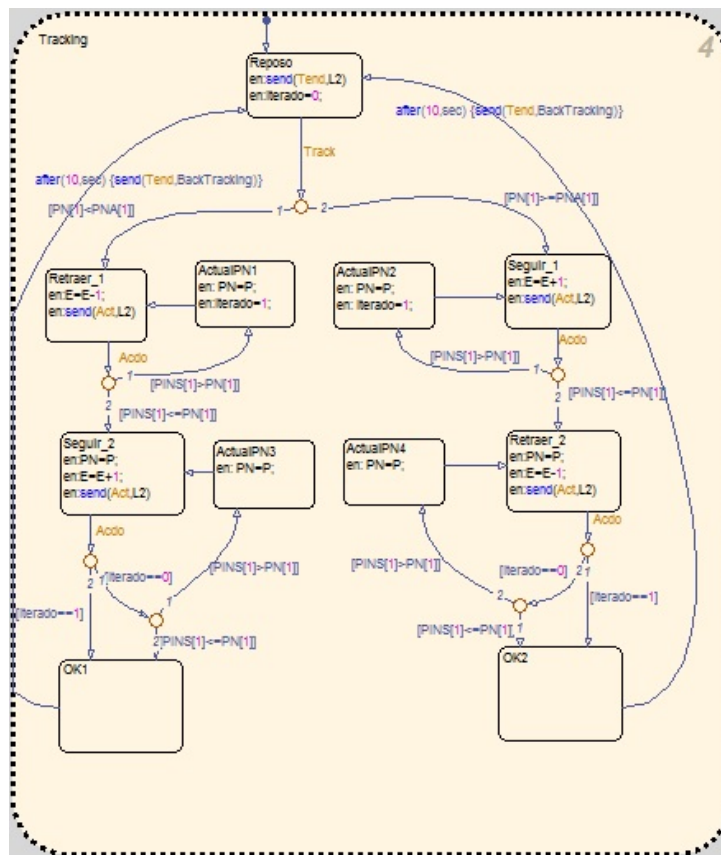 Tracking
4
Reposo
en:send(Tend,L2)
en:Iterado=0;
after(10,sec) {send(Tend,BackTracking)}
Track
after(10,sec) {send(Tend,BackTracking)}
[PN[1]<PNA[1]]
1
2
[PN[1]>=PNA[1]]
Retraer_1
en:E=E-1;
en:send(Act,L2)
ActualPN1
en: PN=P;
en:Iterado=1;
ActualPN2
en: PN=P;
en: Iterado=1;
Seguir_1
en:E=E+1;
en:send(Act,L2)
Acdo
1
[PINS[1]>PN[1]]
2
[PINS[1]<=PN[1]]
Acdo
[PINS[1]>PN[1]]
1
2
[PINS[1]<=PN[1]]
Seguir_2
en:PN=P;
en:E=E+1;
en:send(Act,L2)
ActualPN3
en: PN=P;
ActualPN4
en: PN=P;
Retraer_2
en:PN=P;
en:E=E-1;
en:send(Act,L2)
Acdo
2
1
[Iterado==0]
[PINS[1]>PN[1]]
1
[Iterado==1]
2
[PINS[1]<=PN[1]]
Acdo
[PINS[1]>PN[1]]
[Iterado==0]
2
1
2
[Iterado==1]
[PINS[1]<=PN[1]]
1
OK1
OK2